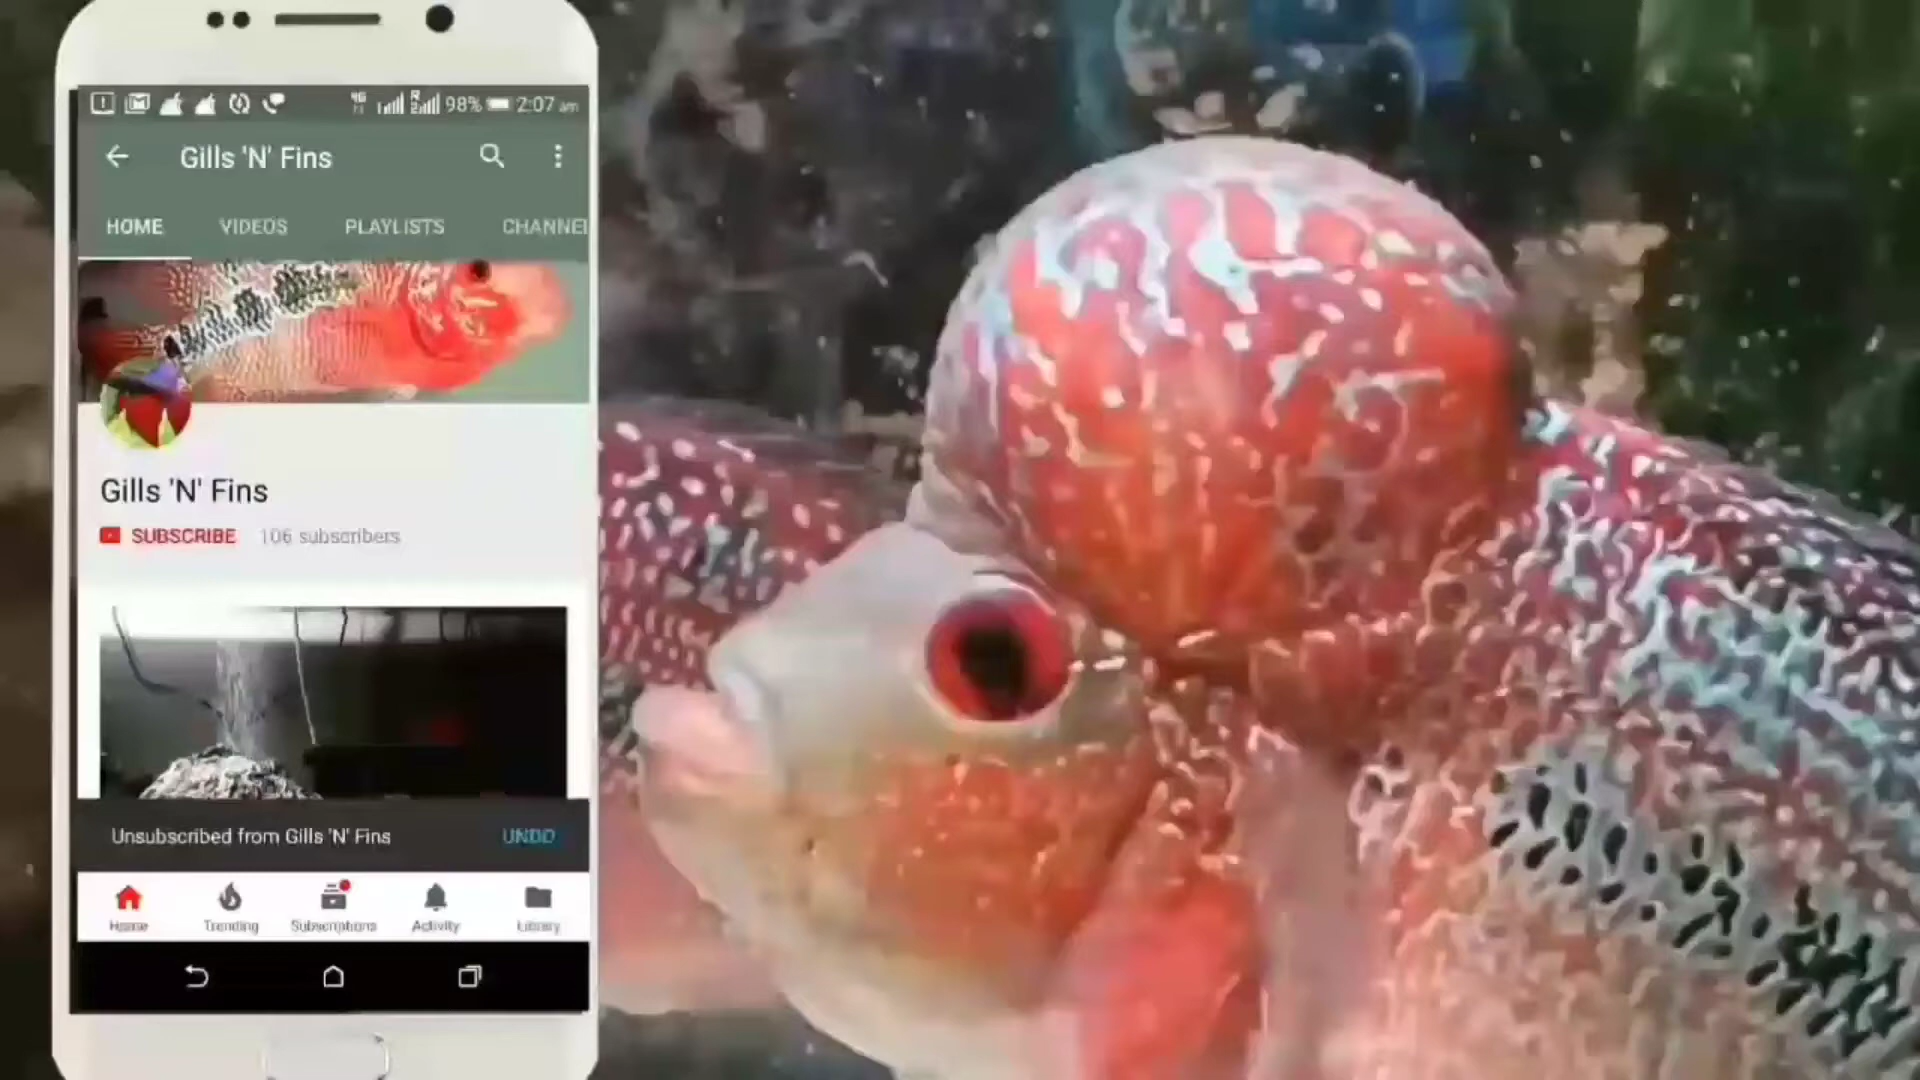 4G R 98% 2:07 am
Gills 'N' Fins
HOME VIDEOS PLAYLISTS CHANNEL
Gills 'N' Fins
SUBSCRIBE 106 subscribers
Unsubscribed from Gills 'N' Fins UNDO
Home Trending Subscriptions Activity Library